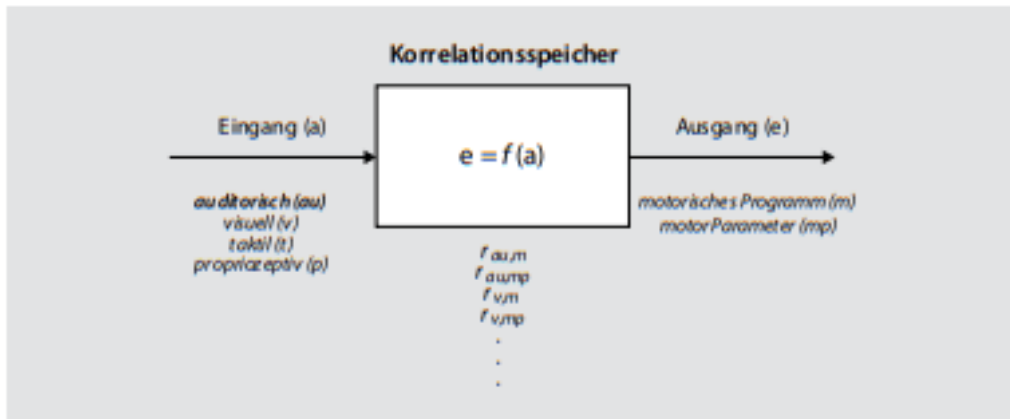 Korrelationsspeicher
Eingang (a)
e = f (a)
Ausgang (e)
auditorisch (au)
visuell (v)
taktil (t)
propriozeptiv (p)
motorisches Programm (m)
motor Parameter (mp)
f au,m
f au,mp
f v,m
f v,mp
.
.
.